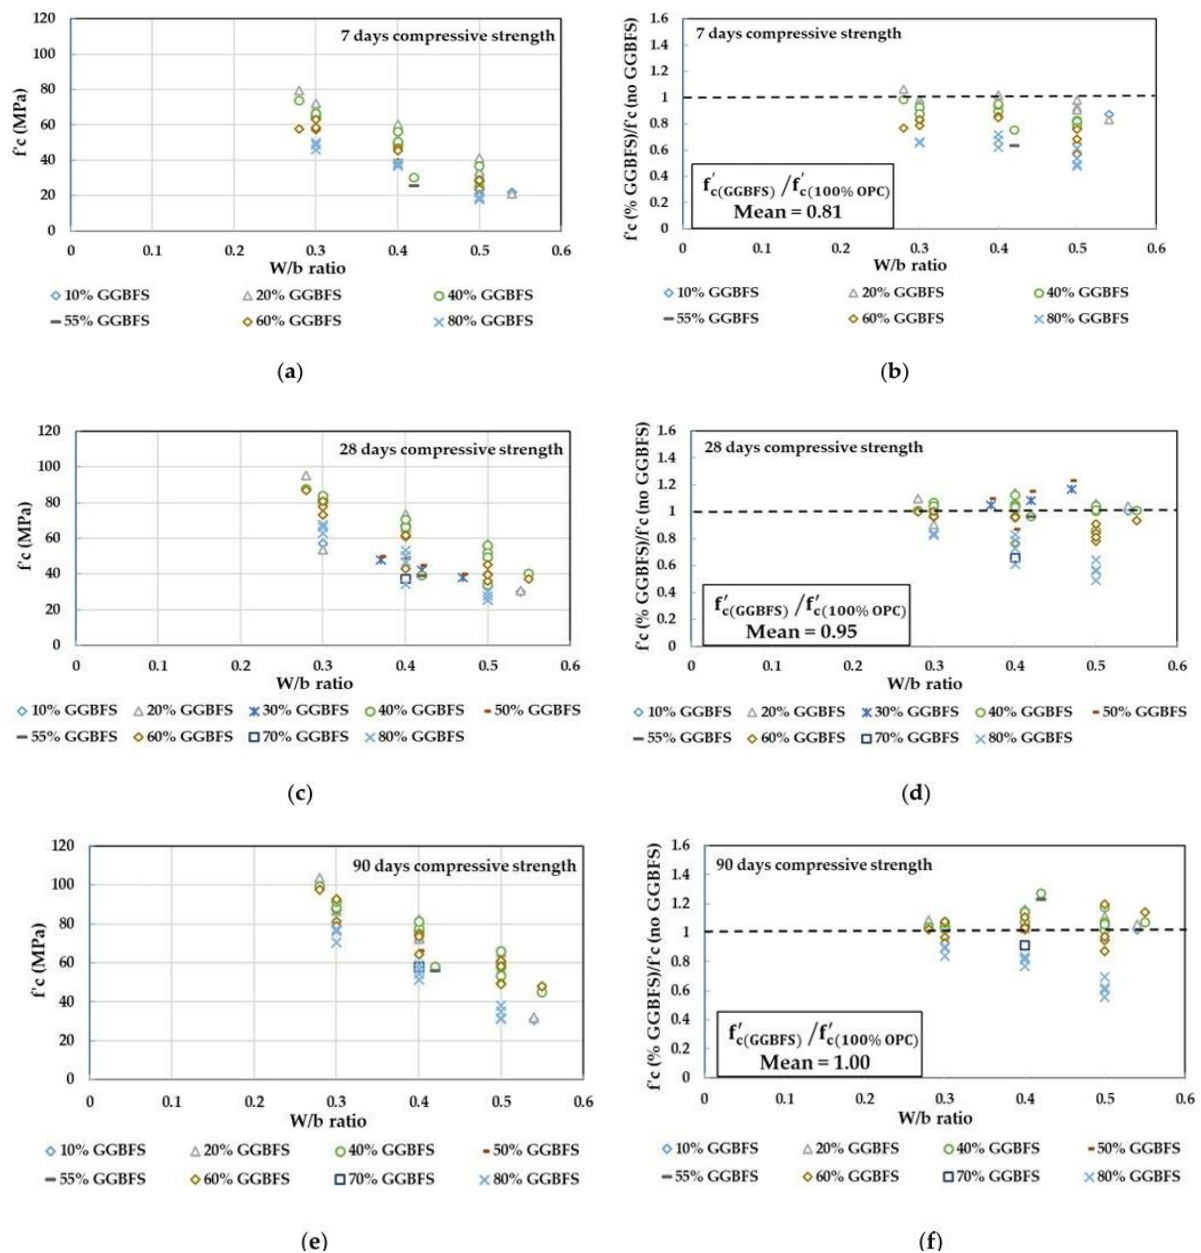 120
100
80
60
40
20
0
f'c (MPa)
7 days compressive strength
0 0.1 0.2 0.3 0.4 0.5 0.6
W/b ratio
10% GGBFS 20% GGBFS 40% GGBFS
55% GGBFS 60% GGBFS 80% GGBFS
(a)
1.6
1.4
1.2
1
0.8
0.6
0.4
0.2
0
f'c (% GGBFS)/f'c (no GGBFS)
7 days compressive strength
f′c(GGBFS) /f′c(100% OPC)
Mean = 0.81
0 0.1 0.2 0.3 0.4 0.5 0.6
W/b ratio
10% GGBFS 20% GGBFS 40% GGBFS
55% GGBFS 60% GGBFS 80% GGBFS
(b)
120
100
80
60
40
20
0
f'c (MPa)
28 days compressive strength
0 0.1 0.2 0.3 0.4 0.5 0.6
W/b ratio
10% GGBFS 20% GGBFS 30% GGBFS 40% GGBFS 50% GGBFS
55% GGBFS 60% GGBFS 70% GGBFS 80% GGBFS
(c)
1.6
1.4
1.2
1
0.8
0.6
0.4
0.2
0
f'c (% GGBFS)/f'c (no GGBFS)
28 days compressive strength
f′c(GGBFS) /f′c(100% OPC)
Mean = 0.95
0 0.1 0.2 0.3 0.4 0.5 0.6
W/b ratio
10% GGBFS 20% GGBFS 30% GGBFS 40% GGBFS 50% GGBFS
55% GGBFS 60% GGBFS 70% GGBFS 80% GGBFS
(d)
120
100
80
60
40
20
0
f'c (MPa)
90 days compressive strength
0 0.1 0.2 0.3 0.4 0.5 0.6
W/b ratio
10% GGBFS 20% GGBFS 40% GGBFS 50% GGBFS
55% GGBFS 60% GGBFS 70% GGBFS 80% GGBFS
(e)
1.6
1.4
1.2
1
0.8
0.6
0.4
0.2
0
f'c (% GGBFS)/f'c (no GGBFS)
90 days compressive strength
f′c(GGBFS) /f′c(100% OPC)
Mean = 1.00
0 0.1 0.2 0.3 0.4 0.5 0.6
W/b ratio
10% GGBFS 20% GGBFS 40% GGBFS 50% GGBFS
55% GGBFS 60% GGBFS 70% GGBFS 80% GGBFS
(f)